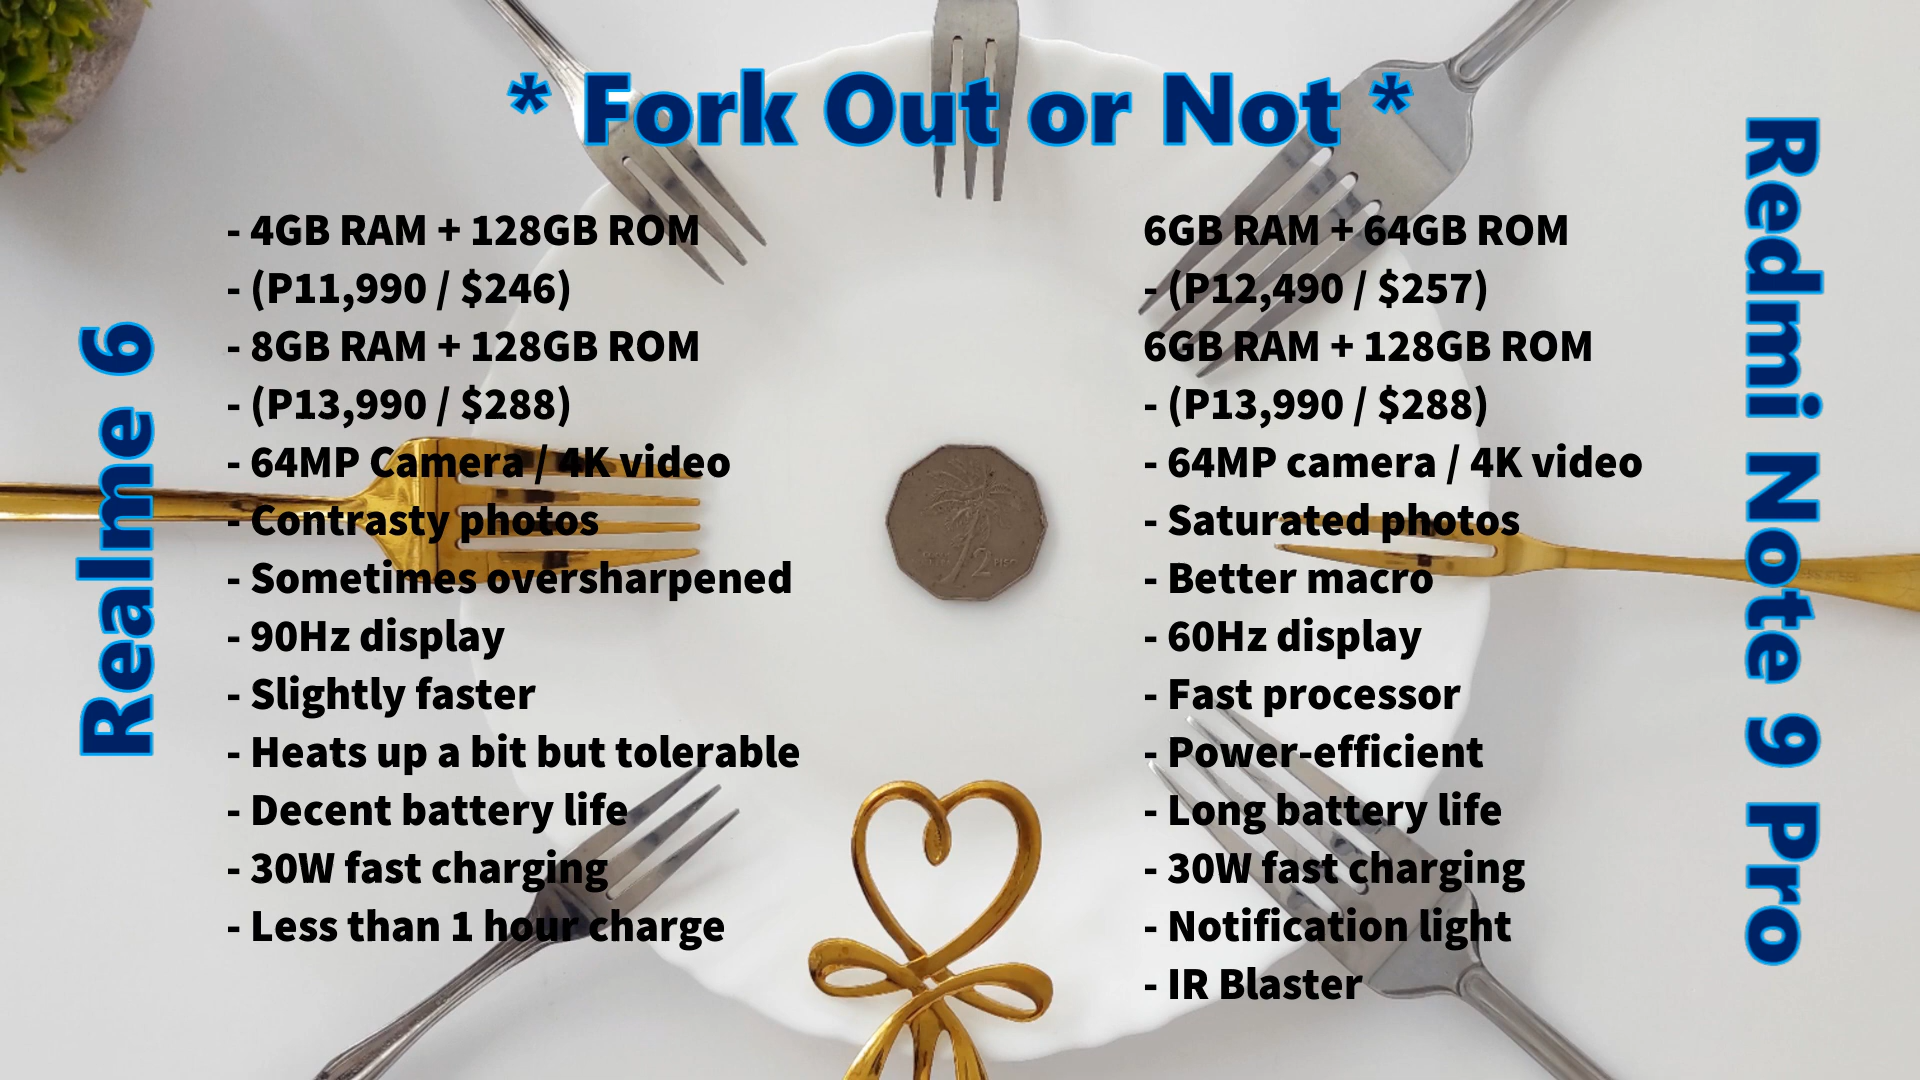 * Fork Out or Not *
Realme 6
- 4GB RAM + 128GB ROM
- (P11,990 / $246)
- 8GB RAM + 128GB ROM
- (P13,990 / $288)
- 64MP Camera / 4K video
- Contrasty photos
- Sometimes oversharpened
- 90Hz display
- Slightly faster
- Heats up a bit but tolerable
- Decent battery life
- 30W fast charging
- Less than 1 hour charge
Redmi Note 9 Pro
6GB RAM + 64GB ROM
- (P12,490 / $257)
6GB RAM + 128GB ROM
- (P13,990 / $288)
- 64MP camera / 4K video
- Saturated photos
- Better macro
- 60Hz display
- Fast processor
- Power-efficient
- Long battery life
- 30W fast charging
- Notification light
- IR Blaster
2 PISO